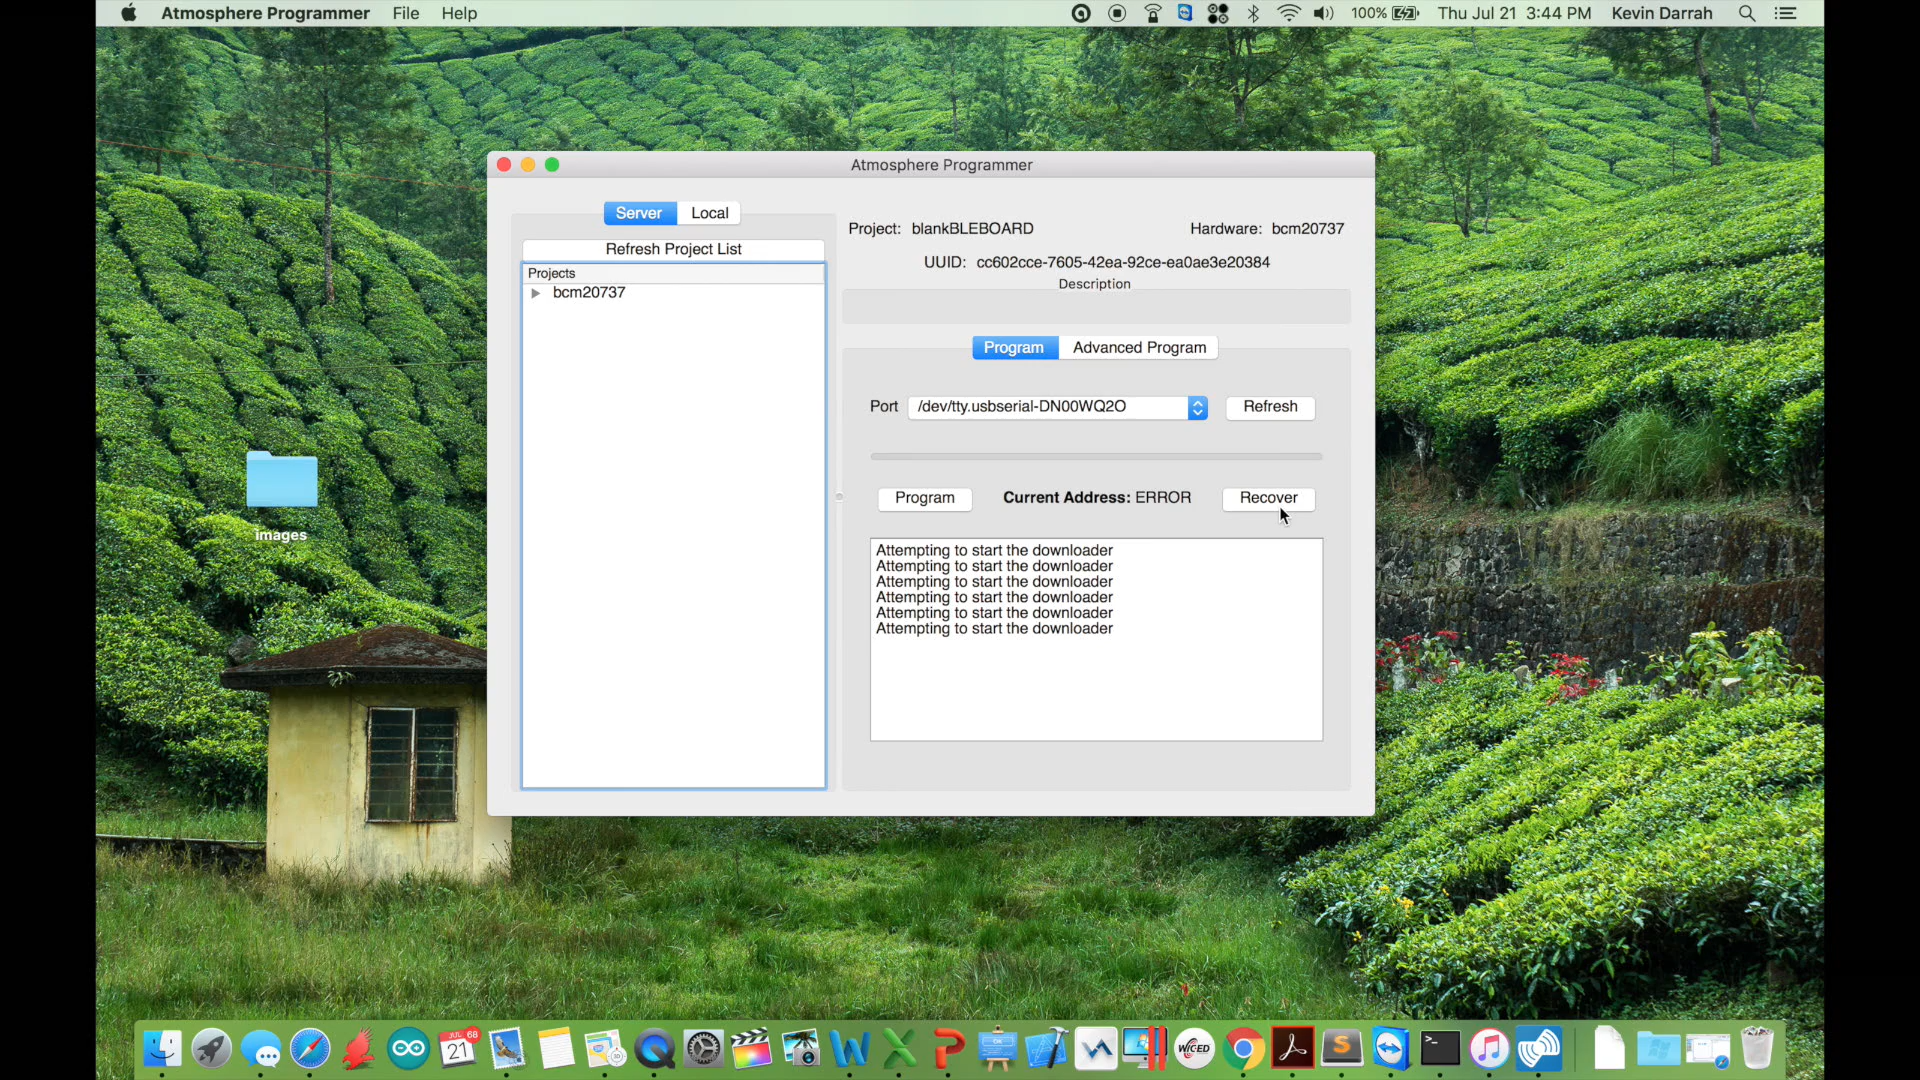 Atmosphere Programmer File Help 100% Thu Jul 21 3:44 PM Kevin Darrah
Atmosphere Programmer
Server Local
Refresh Project List
Projects
bcm20737
Project: blankBLEBOARD Hardware: bcm20737
UUID: cc602cce-7605-42ea-92ce-ea0ae3e20384
Description
Program Advanced Program
Port /dev/tty.usbserial-DN00WQ2O Refresh
Program Current Address: ERROR Recover
Attempting to start the downloader
Attempting to start the downloader
Attempting to start the downloader
Attempting to start the downloader
Attempting to start the downloader
Attempting to start the downloader
images
JUL
21
WICED